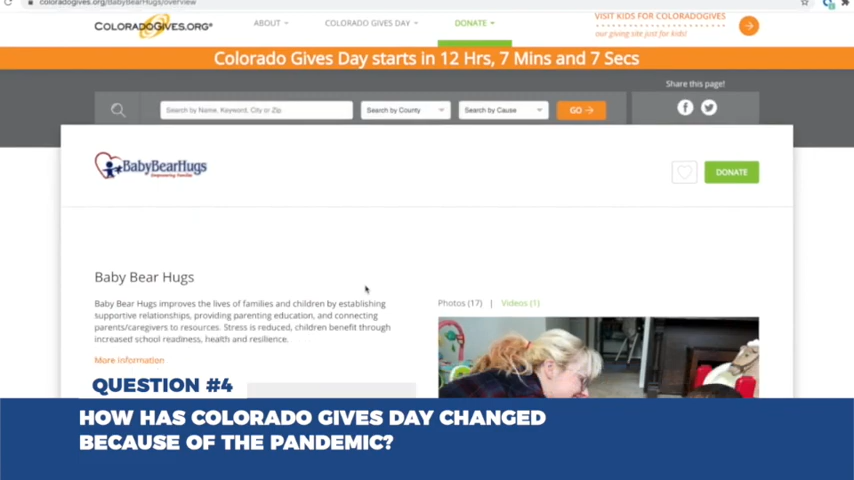 coloradogives.org/BabyBearHugs/overview
COLORADOGIVES.ORG®
ABOUT
COLORADO GIVES DAY
DONATE
VISIT KIDS FOR COLORADOGIVES
our giving site just for kids!
Colorado Gives Day starts in 12 Hrs, 7 Mins and 7 Secs
Share this page!
Search by Name, Keyword, City or Zip
Search by County
Search by Cause
GO
BabyBearHugs
Empowering Families
DONATE
Baby Bear Hugs
Baby Bear Hugs improves the lives of families and children by establishing
supportive relationships, providing parenting education, and connecting
parents/caregivers to resources. Stress is reduced, children benefit through
increased school readiness, health and resilience.
Photos (17) | Videos (1)
More information
QUESTION #4
HOW HAS COLORADO GIVES DAY CHANGED
BECAUSE OF THE PANDEMIC?